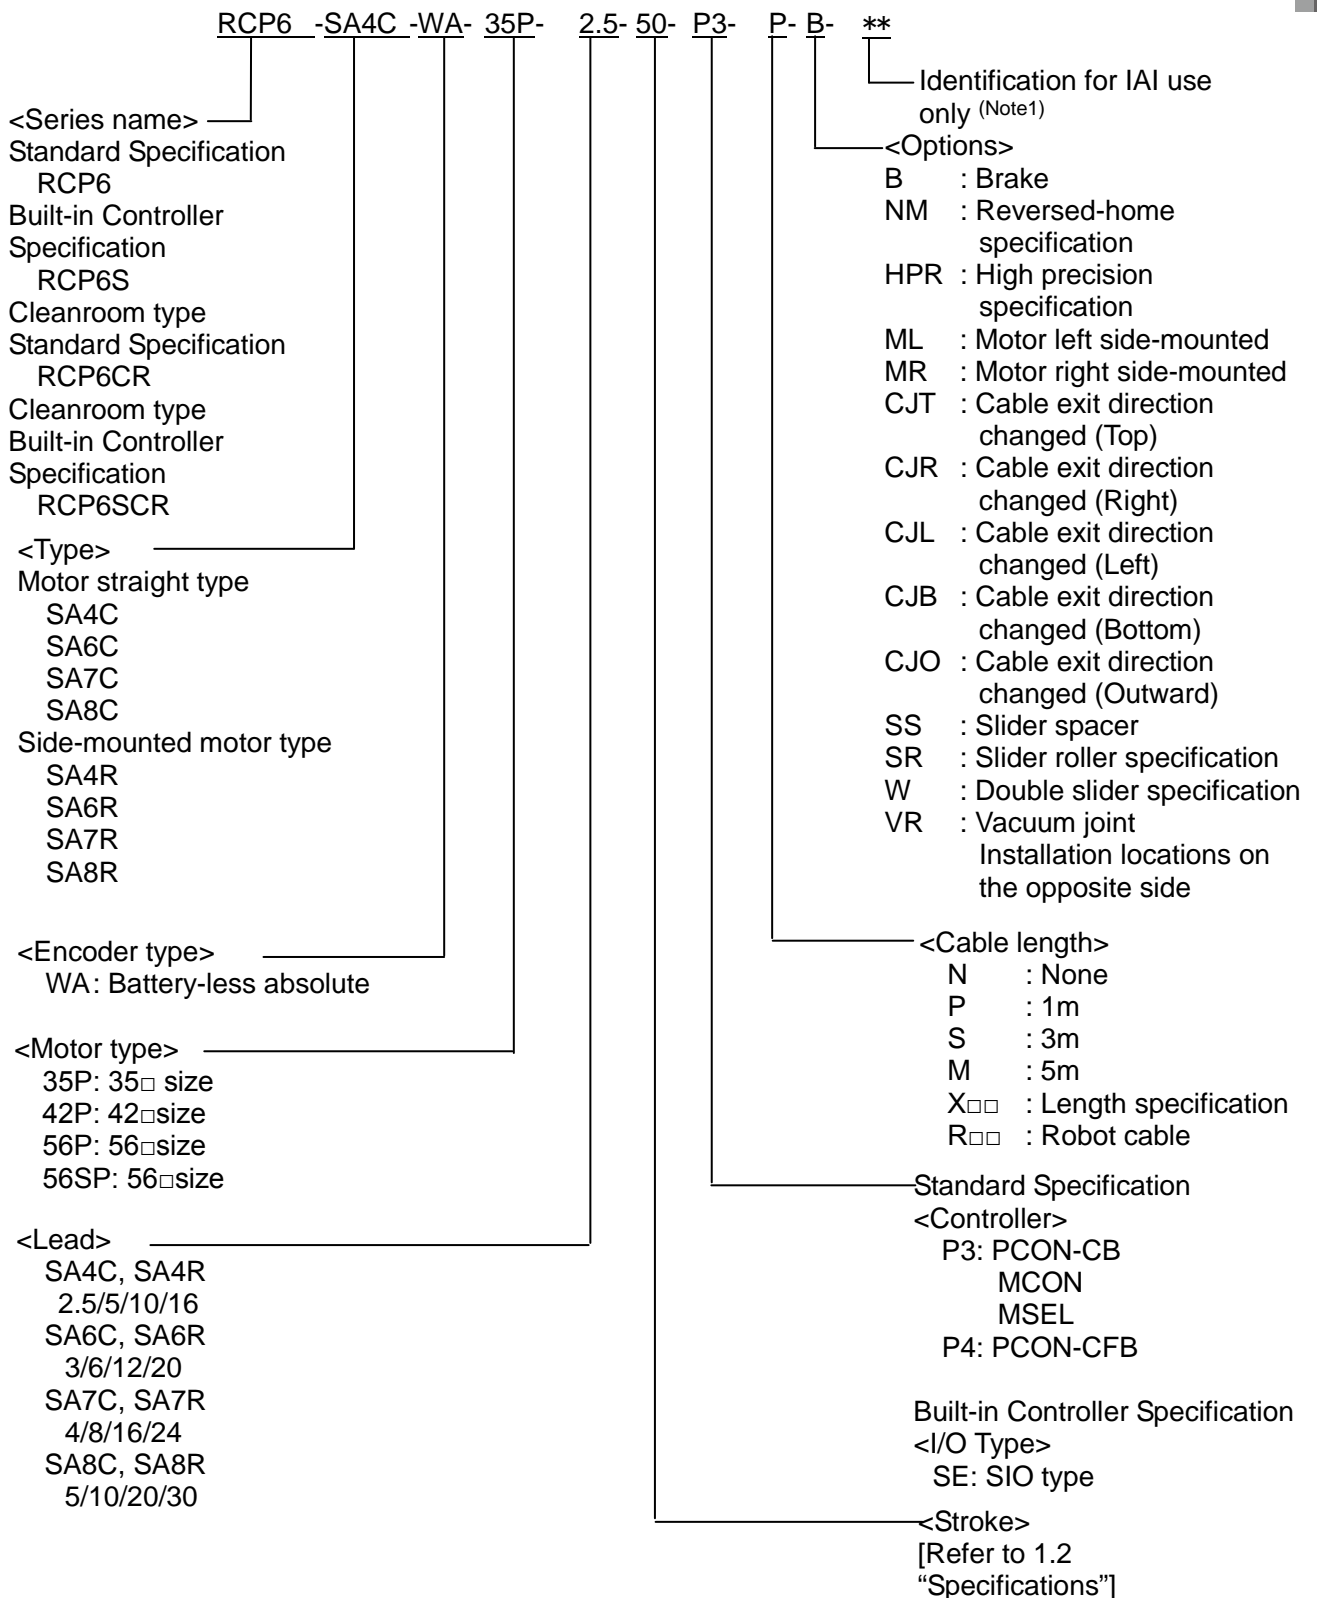 RCP6 -SA4C -WA- 35P- 2.5- 50- P3- P- B- **
Identification for IAI use
only (Note1)
<Series name>
Standard Specification
RCP6
Built-in Controller
Specification
RCP6S
Cleanroom type
Standard Specification
RCP6CR
Cleanroom type
Built-in Controller
Specification
RCP6SCR
<Type>
Motor straight type
SA4C
SA6C
SA7C
SA8C
Side-mounted motor type
SA4R
SA6R
SA7R
SA8R
<Encoder type>
WA: Battery-less absolute
<Motor type>
35P: 35□ size
42P: 42□size
56P: 56□size
56SP: 56□size
<Lead>
SA4C, SA4R
2.5/5/10/16
SA6C, SA6R
3/6/12/20
SA7C, SA7R
4/8/16/24
SA8C, SA8R
5/10/20/30
<Options>
B : Brake
NM : Reversed-home
specification
HPR : High precision
specification
ML : Motor left side-mounted
MR : Motor right side-mounted
CJT : Cable exit direction
changed (Top)
CJR : Cable exit direction
changed (Right)
CJL : Cable exit direction
changed (Left)
CJB : Cable exit direction
changed (Bottom)
CJO : Cable exit direction
changed (Outward)
SS : Slider spacer
SR : Slider roller specification
W : Double slider specification
VR : Vacuum joint
Installation locations on
the opposite side
<Cable length>
N : None
P : 1m
S : 3m
M : 5m
X□□ : Length specification
R□□ : Robot cable
Standard Specification
<Controller>
P3: PCON-CB
MCON
MSEL
P4: PCON-CFB
Built-in Controller Specification
<I/O Type>
SE: SIO type
<Stroke>
[Refer to 1.2
“Specifications”]